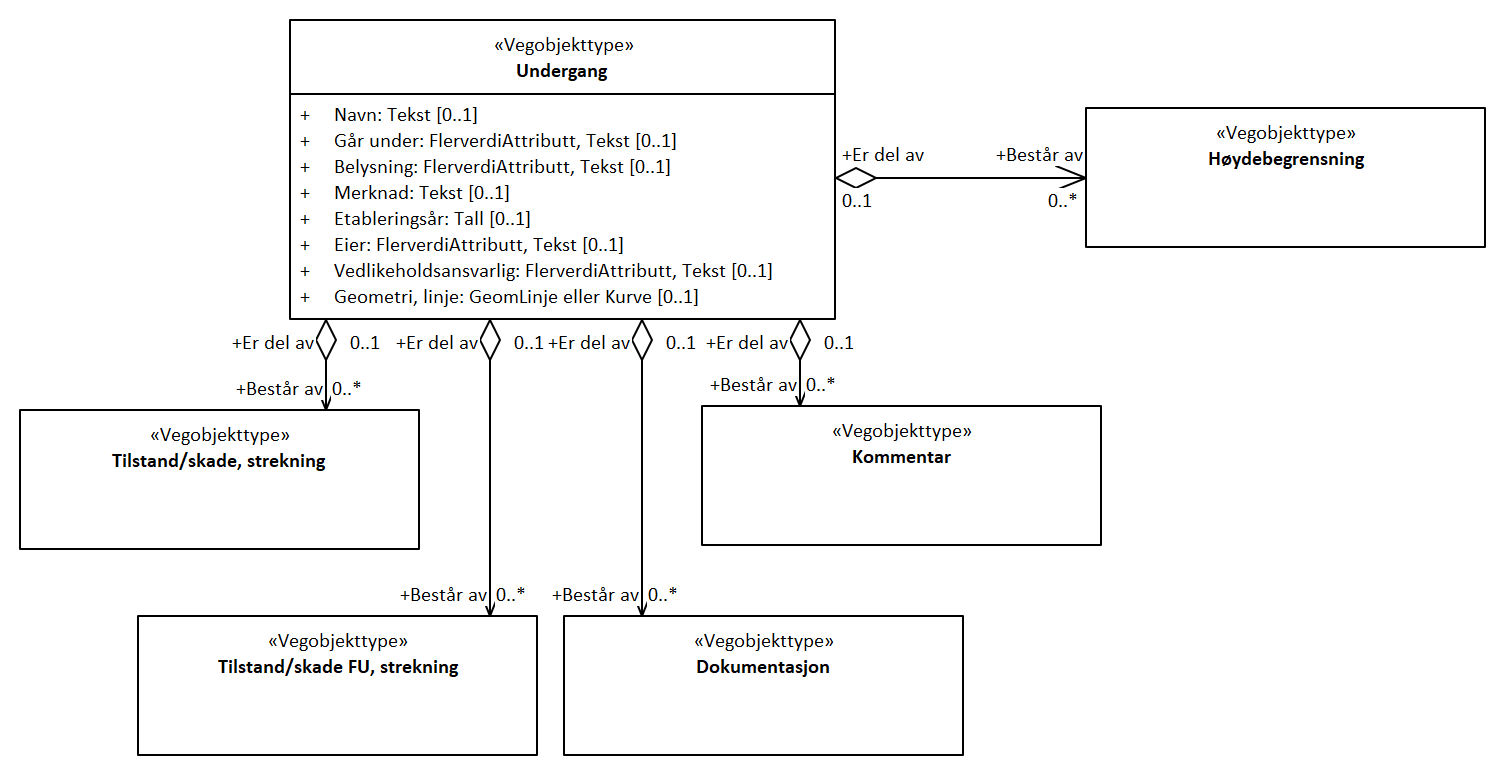 «Vegobjekttype»
Undergang
+ Navn: Tekst [0..1]
+ Går under: FlerverdiAttributt, Tekst [0..1]
+ Belysning: FlerverdiAttributt, Tekst [0..1]
+ Merknad: Tekst [0..1]
+ Etableringsår: Tall [0..1]
+ Eier: FlerverdiAttributt, Tekst [0..1]
+ Vedlikeholdsansvarlig: FlerverdiAttributt, Tekst [0..1]
+ Geometri, linje: GeomLinje eller Kurve [0..1]
+Er del av +Består av
0..1 0..*
«Vegobjekttype»
Høydebegrensning
+Er del av 0..1 +Er del av 0..1 +Er del av 0..1 +Er del av 0..1
+Består av 0..* +Består av 0..*
«Vegobjekttype»
Tilstand/skade, strekning
«Vegobjekttype»
Kommentar
+Består av 0..* +Består av 0..*
«Vegobjekttype»
Tilstand/skade FU, strekning
«Vegobjekttype»
Dokumentasjon